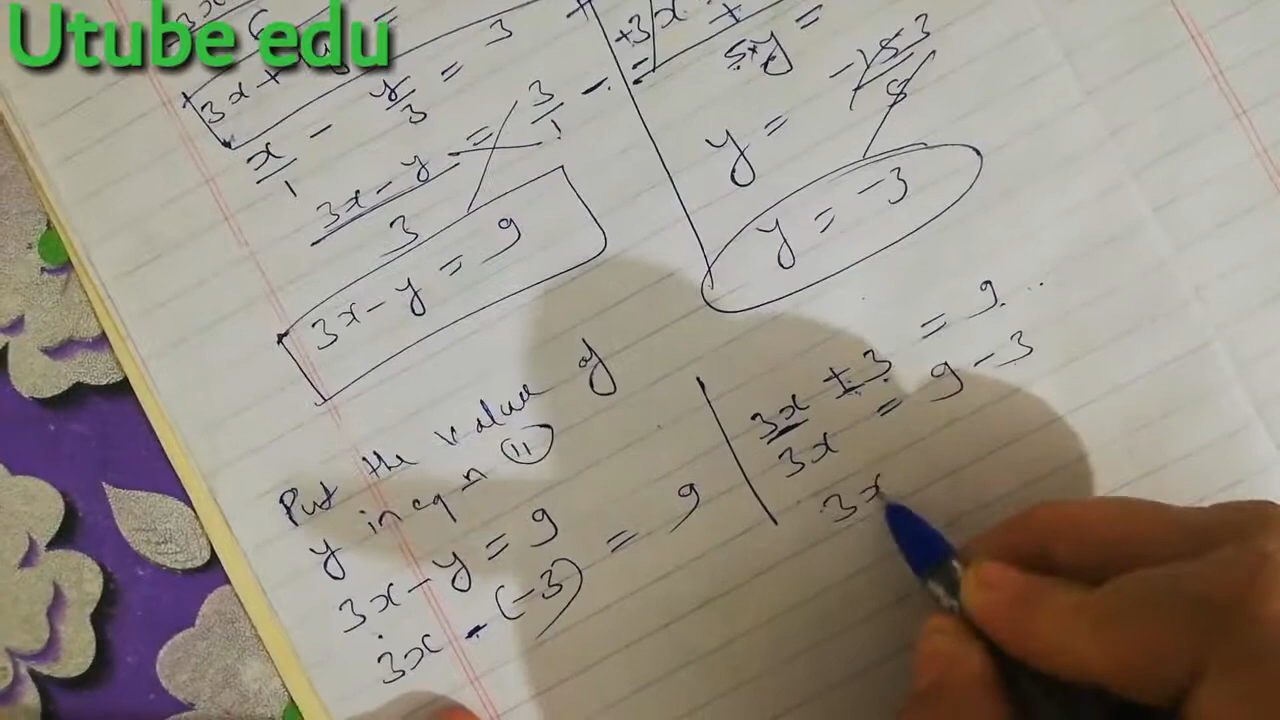 Utube edu
x/1 - y/3 = 3
3x - y / 3 = 3/1
3x - y = 9
y =
y = -3
Put the value of
y in eqn (11)
3x - y = 9
3x - (-3) = 9
3x + 3 = 9
3x = 9 - 3
3x